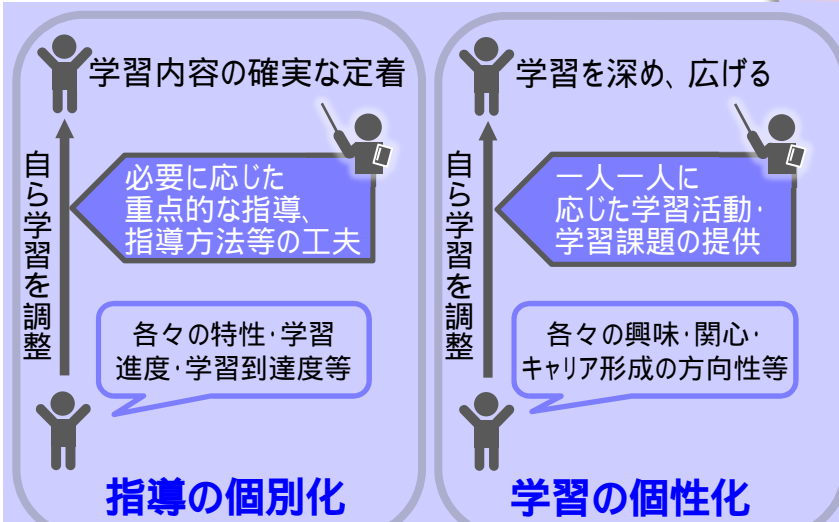 学習内容の確実な定着
自ら学習を調整
必要に応じた
重点的な指導、
指導方法等の工夫
各々の特性・学習
進度・学習到達度等
指導の個別化
学習を深め、広げる
自ら学習を調整
一人一人に
応じた学習活動・
学習課題の提供
各々の興味・関心・
キャリア形成の方向性等
学習の個性化